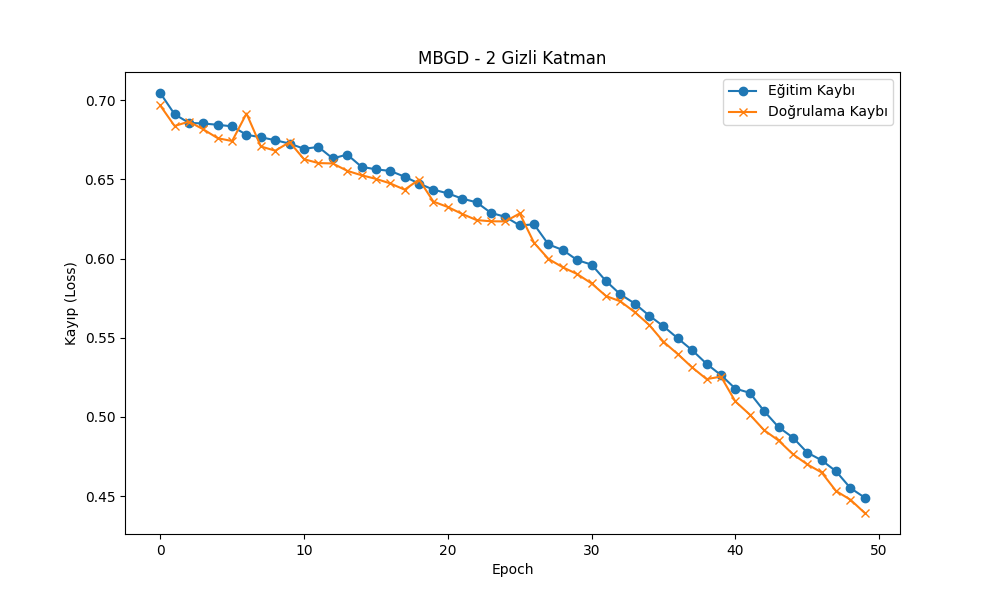 MBGD - 2 Gizli Katman
Eğitim Kaybı
Doğrulama Kaybı
Kayıp (Loss)
0.70
0.65
0.60
0.55
0.50
0.45
0
10
20
30
40
50
Epoch